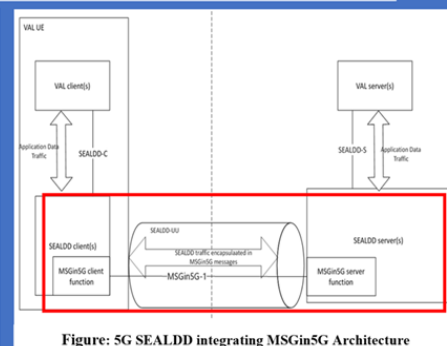 VAL UE
VAL client(s)
VAL server(s)
Application Data
Traffic
SEALDD-C
SEALDD-S
Application Data
Traffic
SEALDD-UU
SEALDD client(s)
SEALDD traffic encapsulaated in
MSGin5G messages
SEALDD server(s)
MSGin5G client
function
MSGin5G-1
MSGin5G server
function
Figure: 5G SEALDD integrating MSGin5G Architecture